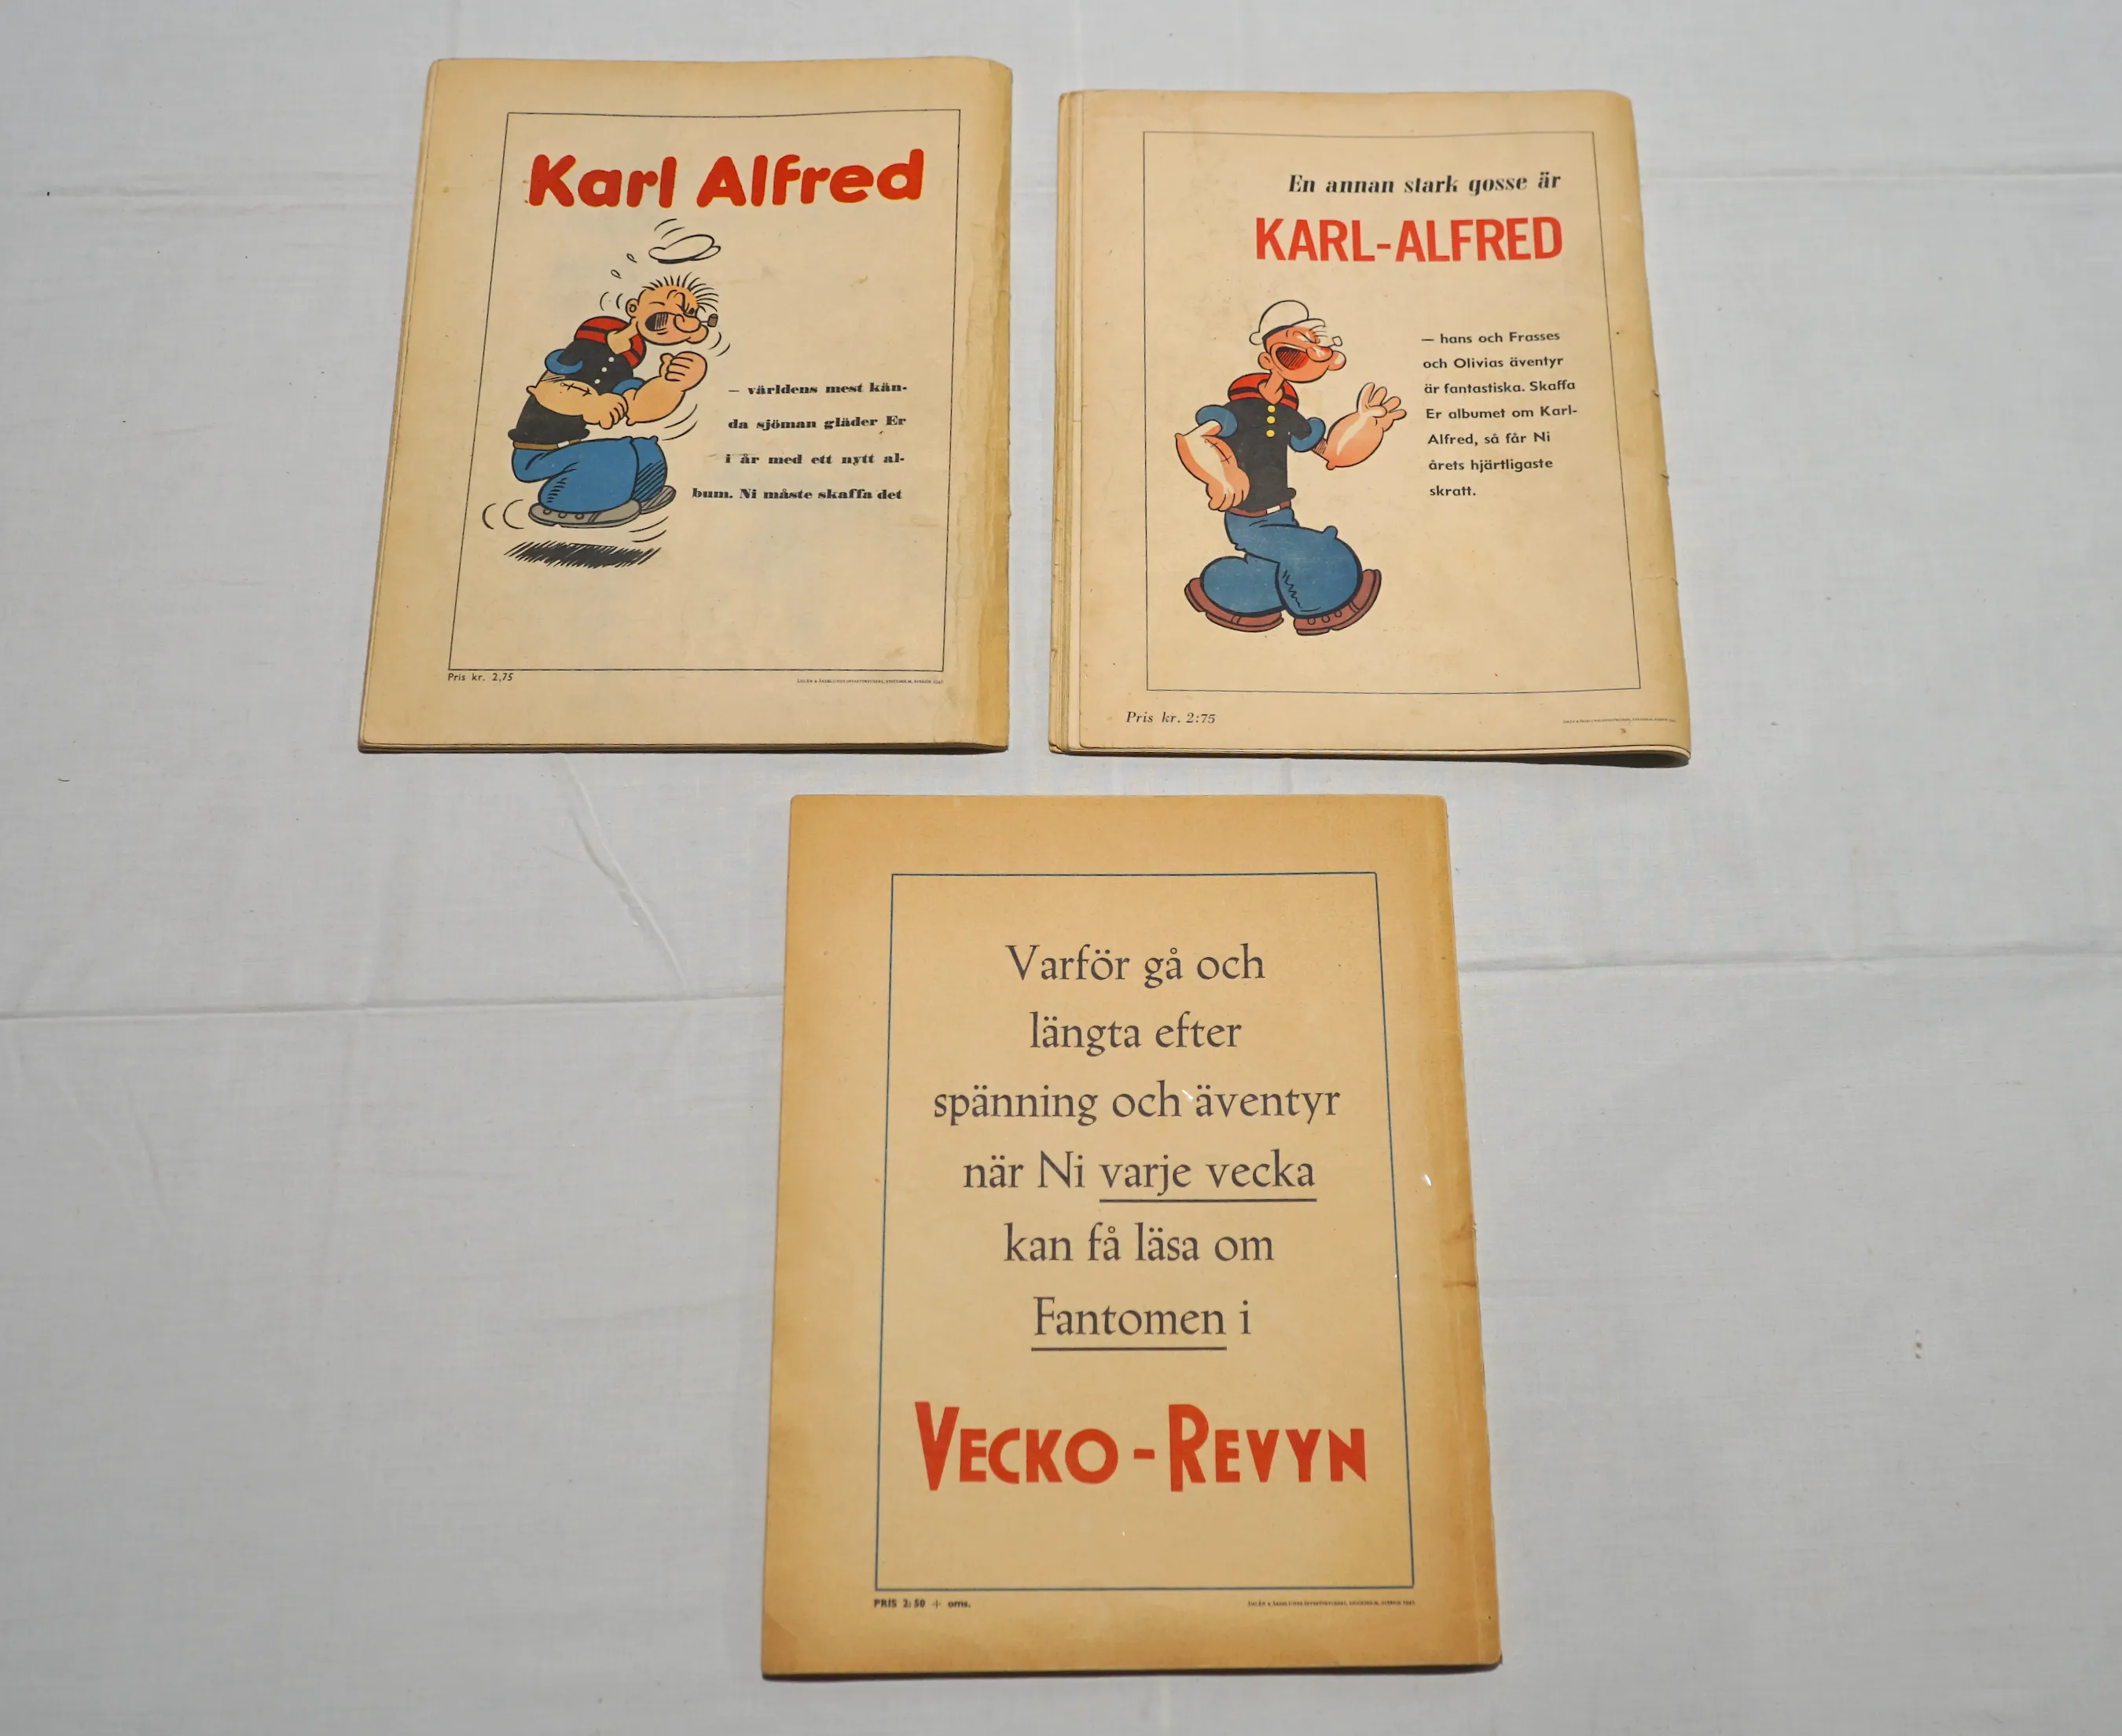 Karl Alfred
– världens mest kän-
da sjöman gläder Er
i år med ett nytt al-
bum. Ni måste skaffa det
Pris kr. 2,75
En annan stark gosse är
KARL-ALFRED
— hans och Frasses
och Olivias äventyr
är fantastiska. Skaffa
Er albumet om Karl-
Alfred, så får Ni
årets hjärtligaste
skratt.
Pris kr. 2:75
Varför gå och
längta efter
spänning och äventyr
när Ni varje vecka
kan få läsa om
Fantomen i
VECKO-REVYN
PRIS 2:50 + oms.